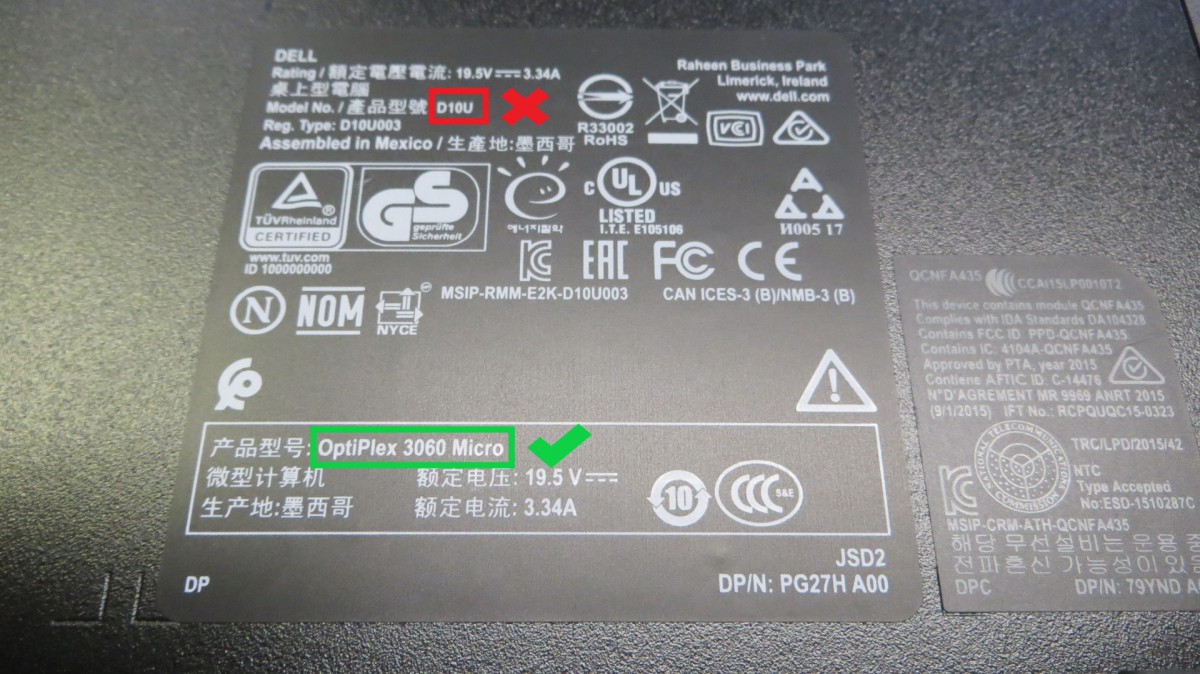 DELL
Rating / 額定電壓電流: 19.5V⎓3.34A
桌上型電腦
Model No. / 產品型號 D10U
Reg. Type: D10U003
Assembled in Mexico / 生產地:墨西哥
Raheen Business Park
Limerick, Ireland
www.dell.com
R33002
RoHS
VCI
TÜVRheinland
CERTIFIED
www.tuv.com
ID 1000000000
GS
geprüfte
Sicherheit
에너지절약
C UL US
LISTED
I.T.E. E105106
И005 17
EAC FC CE
MSIP-RMM-E2K-D10U003
CAN ICES-3 (B)/NMB-3 (B)
N NOM NYCE
产品型号: OptiPlex 3060 Micro
微型计算机 额定电压: 19.5 V⎓
生产地:墨西哥 额定电流: 3.34A
10
CCC S&E
JSD2
DP DP/N: PG27H A00
QCNFA435 CCAI15LP0010T2
This device contains module QCNFA435
Complies with IDA Standards DA104328
Contains FCC ID PPD-QCNFA435
Contains IC: 4104A-QCNFA435
Approved by PTA, year 2015
Contiene AFTIC ID: C-14476
N°D'AGREMENT MR 9969 ANRT 2015
(9/1/2015) IFT No.: RCPQUQC15-0323
NATIONAL TELECOMMUNICATION COMMISSION
TRC/LPD/2015/42
NTC
Type Accepted
No:ESD-1510287C
MSIP-CRM-ATH-QCNFA435
해당 무선설비는 운용 중
전파혼신 가능성이 있
DPC DP/N: 79YND